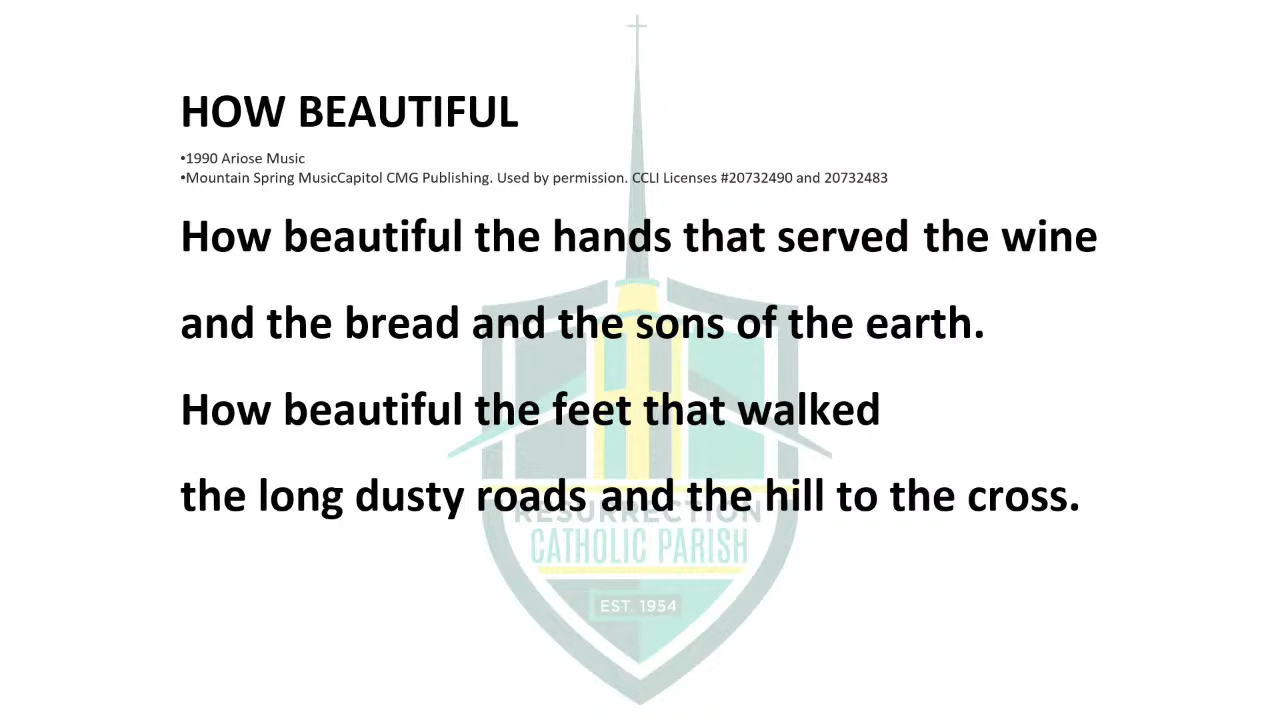 HOW BEAUTIFUL
•1990 Ariose Music
•Mountain Spring MusicCapitol CMG Publishing. Used by permission. CCLI Licenses #20732490 and 20732483
How beautiful the hands that served the wine
and the bread and the sons of the earth.
How beautiful the feet that walked
the long dusty roads and the hill to the cross.
RESURRECTION
CATHOLIC PARISH
EST. 1954